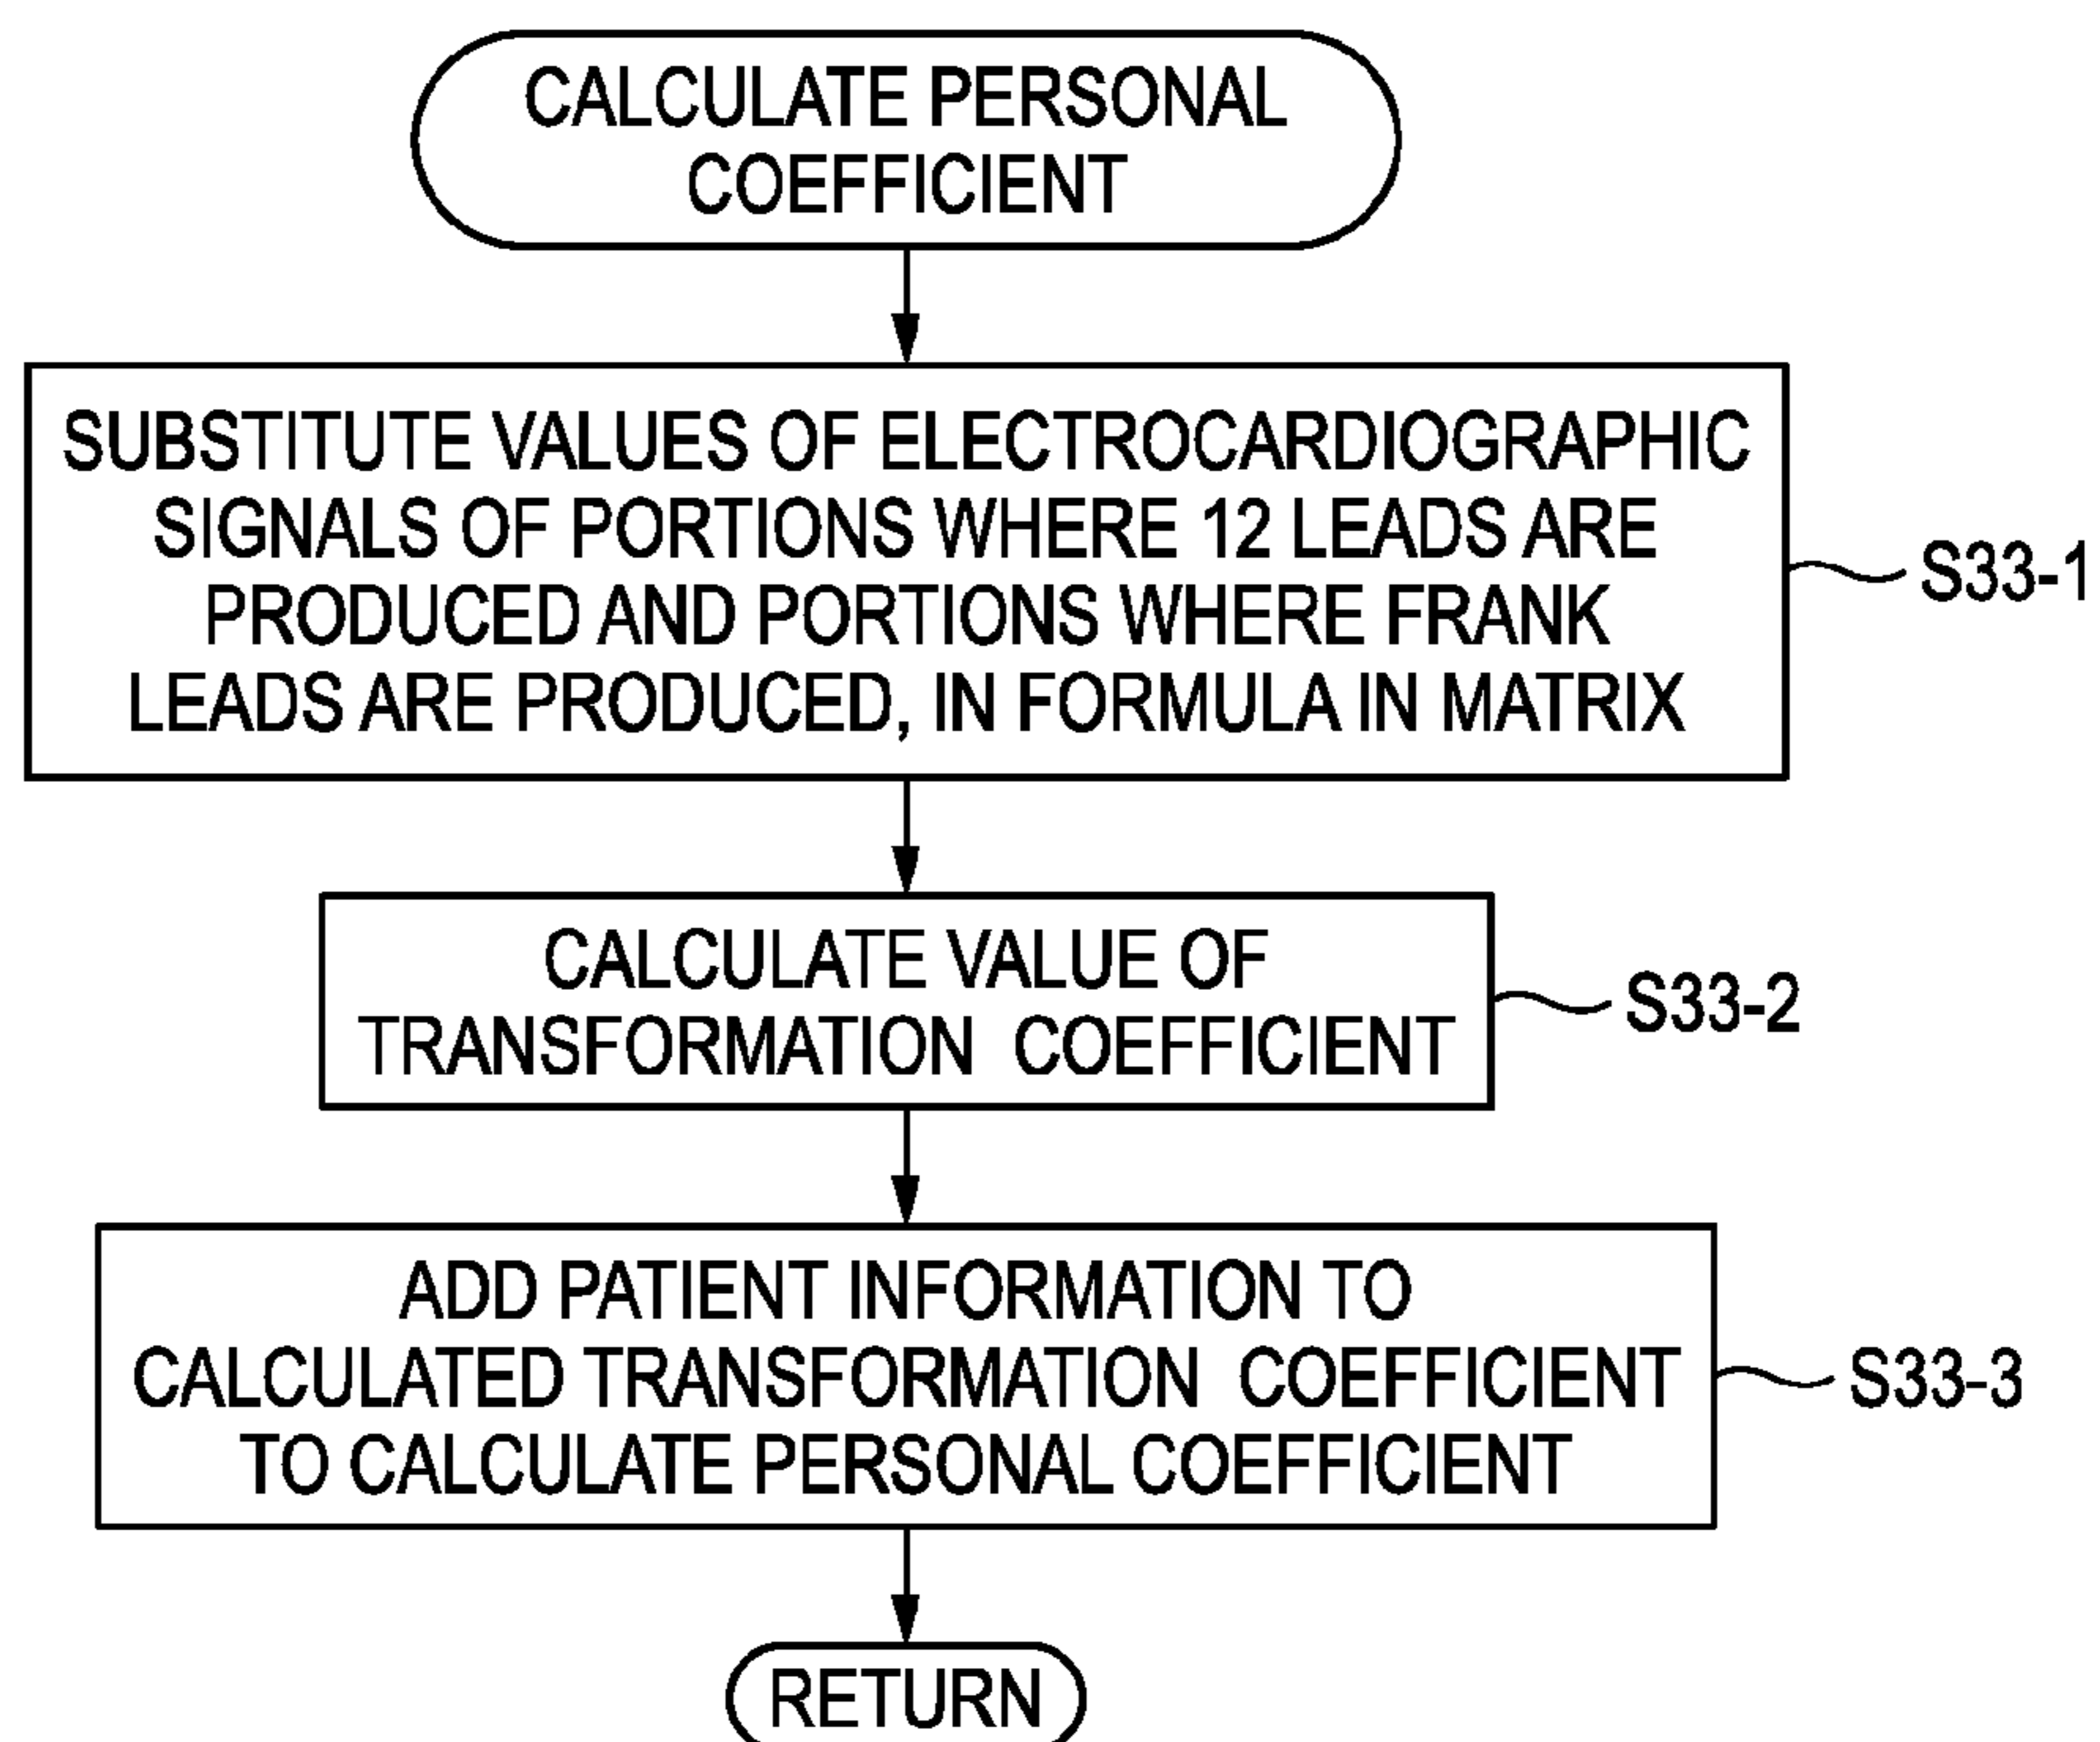 CALCULATE PERSONAL
COEFFICIENT
SUBSTITUTE VALUES OF ELECTROCARDIOGRAPHIC
SIGNALS OF PORTIONS WHERE 12 LEADS ARE
PRODUCED AND PORTIONS WHERE FRANK
LEADS ARE PRODUCED, IN FORMULA IN MATRIX
S33-1
CALCULATE VALUE OF
TRANSFORMATION COEFFICIENT
S33-2
ADD PATIENT INFORMATION TO
CALCULATED TRANSFORMATION COEFFICIENT
TO CALCULATE PERSONAL COEFFICIENT
S33-3
RETURN